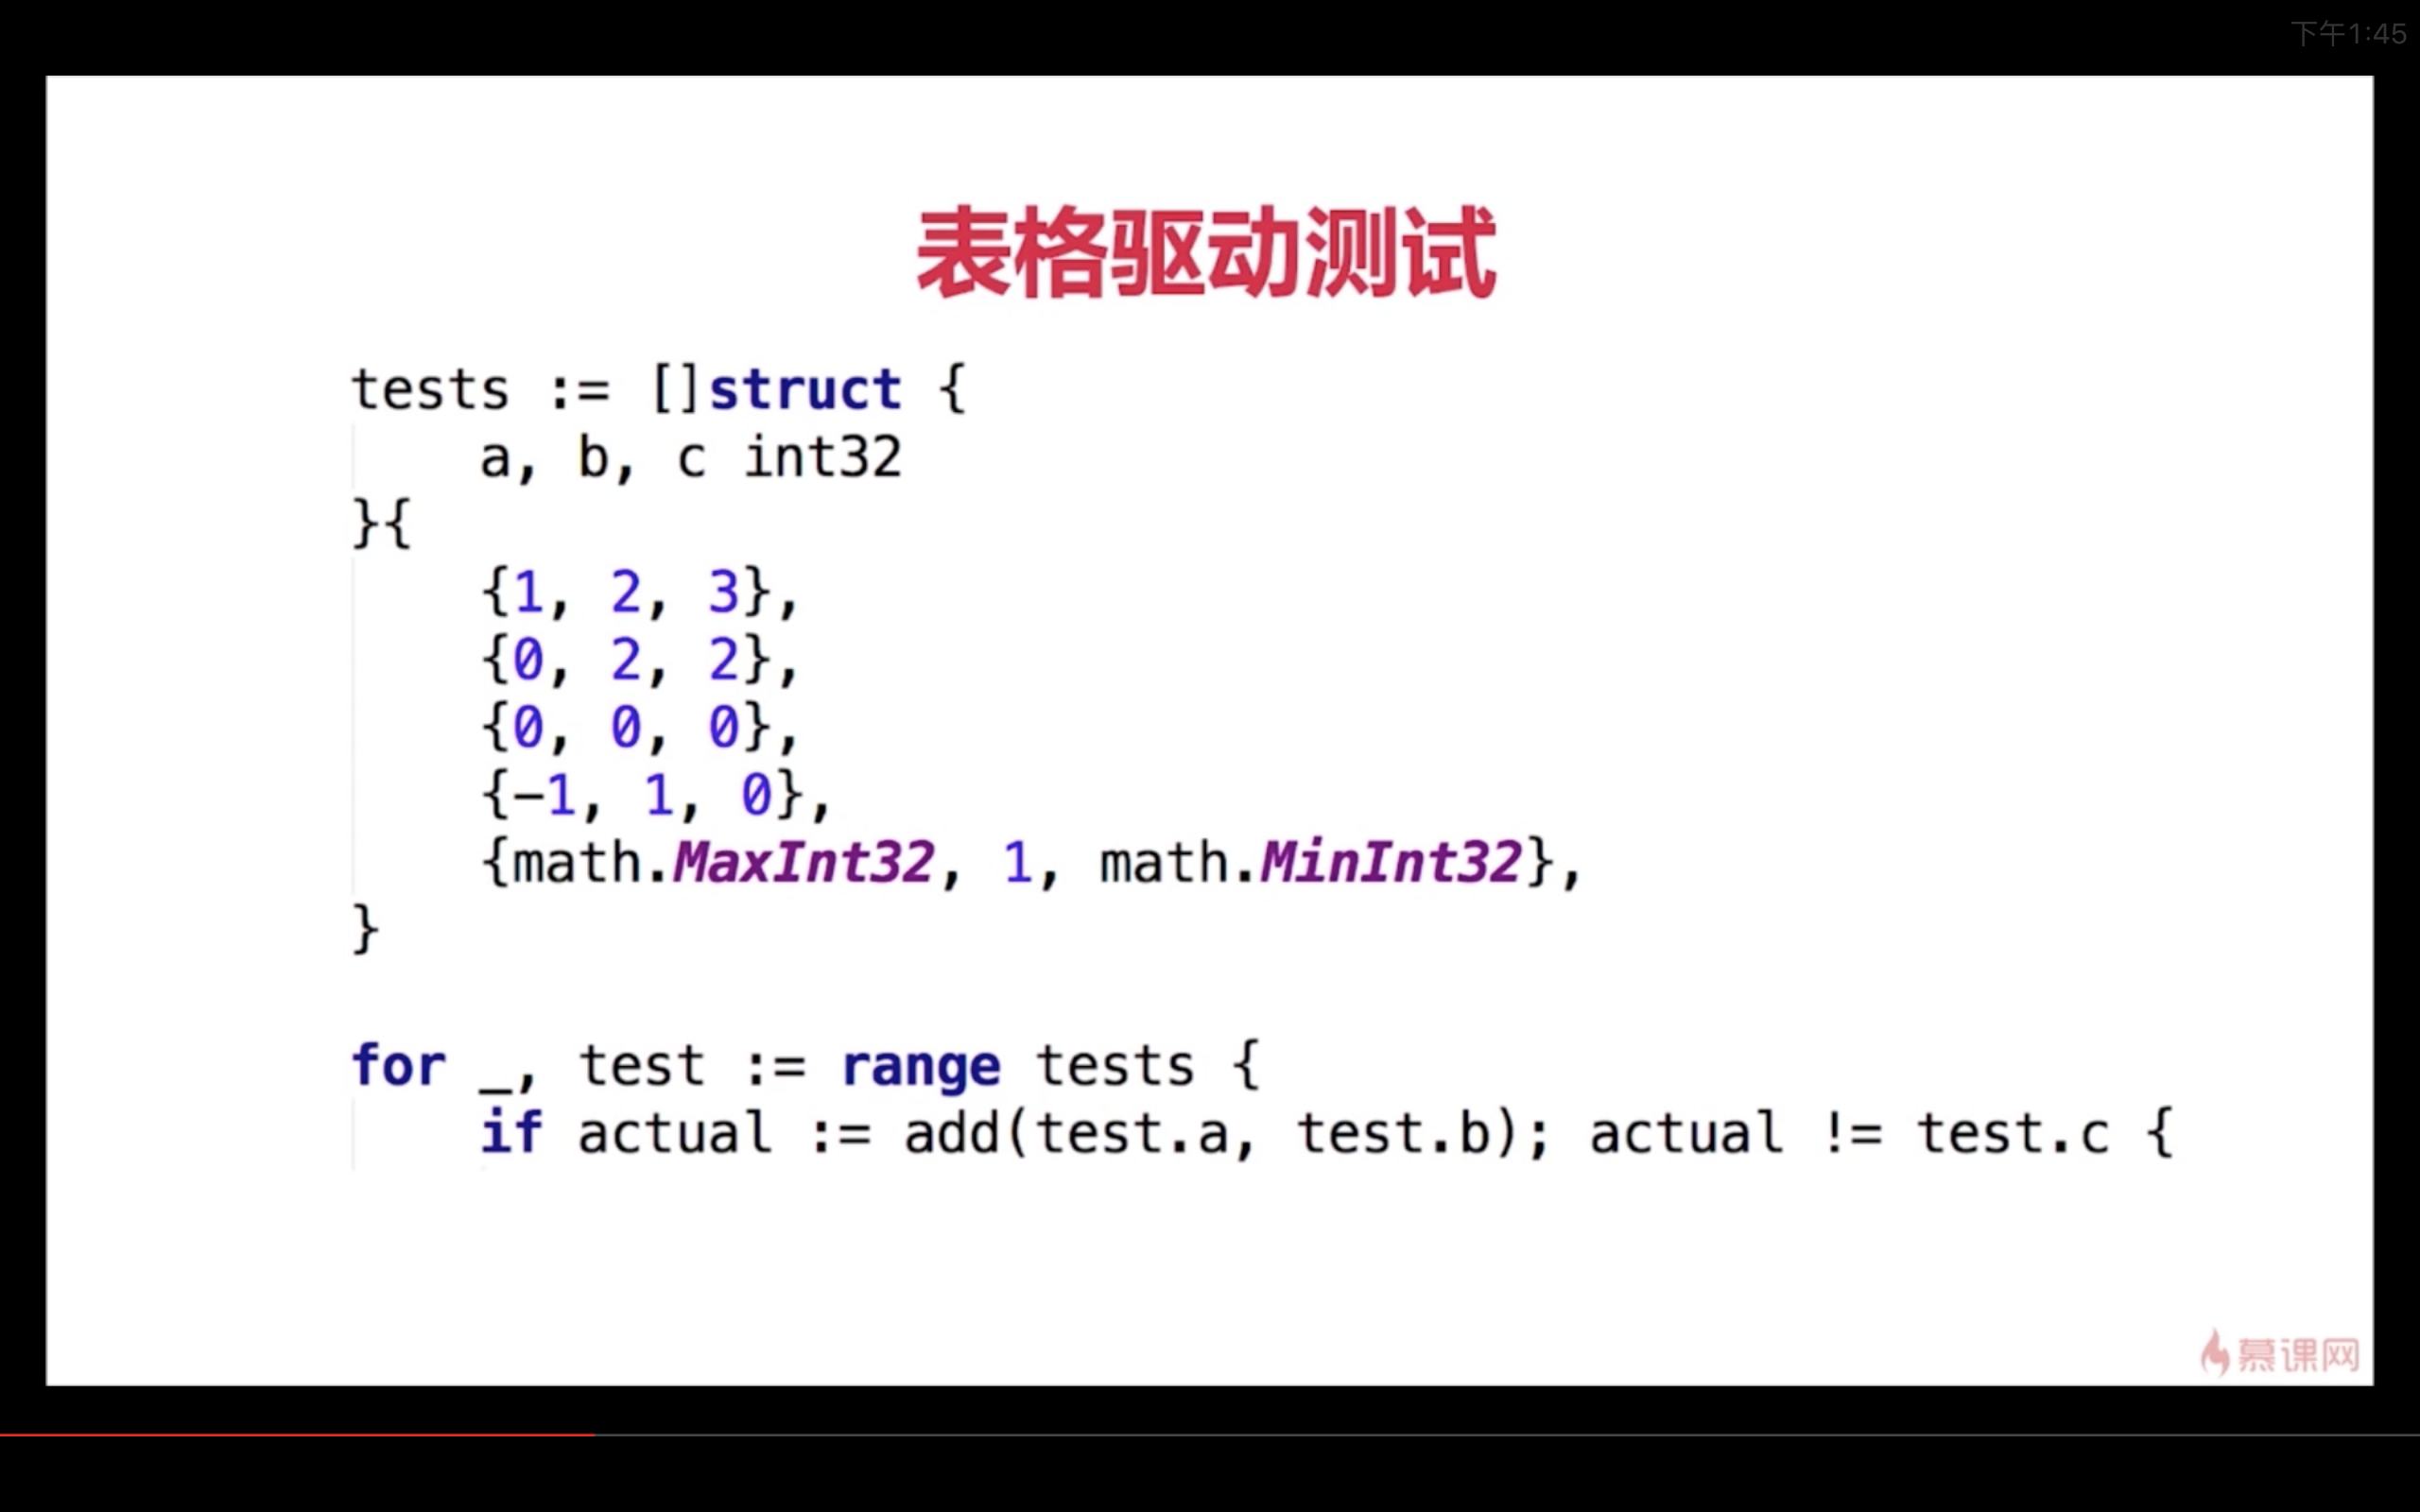 下午1:45
表格驱动测试
tests := []struct {
    a, b, c int32
}{
    {1, 2, 3},
    {0, 2, 2},
    {0, 0, 0},
    {-1, 1, 0},
    {math.MaxInt32, 1, math.MinInt32},
}
for _, test := range tests {
    if actual := add(test.a, test.b); actual != test.c {
慕课网